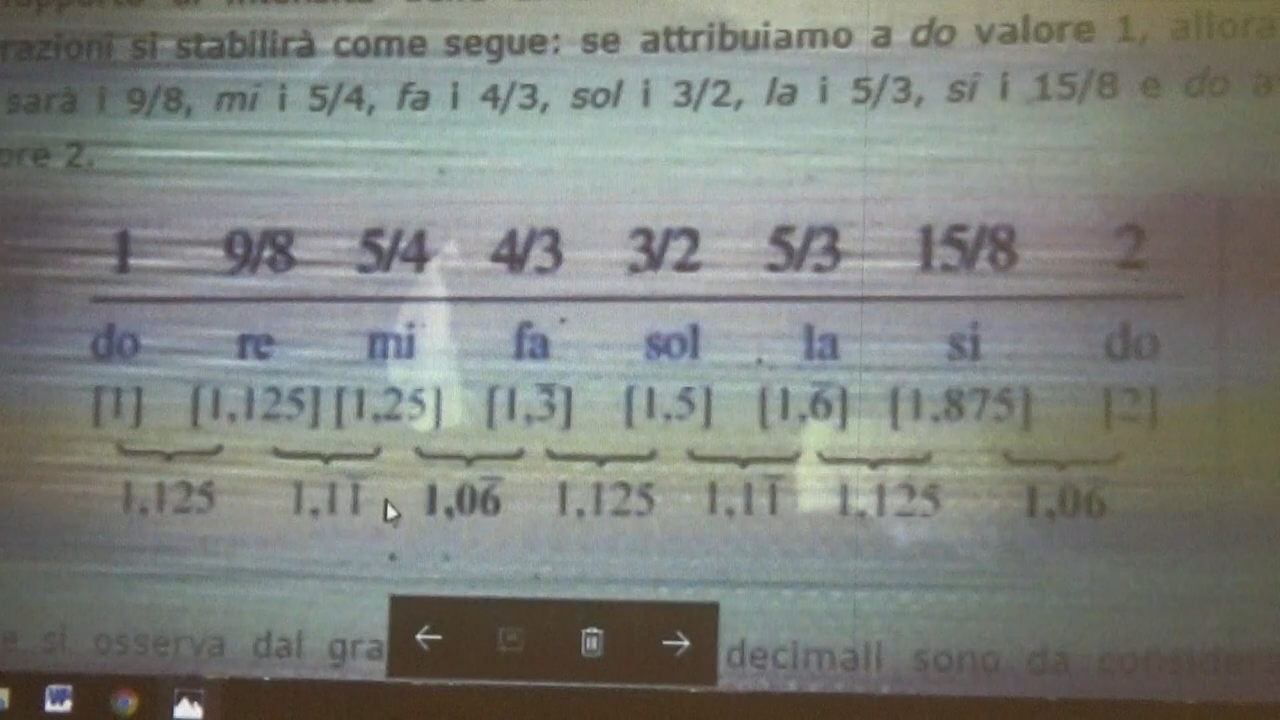 razioni si stabilirà come segue: se attribuiamo a do valore 1, allora
sarà i 9/8, mi i 5/4, fa i 4/3, sol i 3/2, la i 5/3, si i 15/8 e do a
ore 2.
1 9/8 5/4 4/3 3/2 5/3 15/8 2
do re mi fa sol la si do
[1] [1,125] [1,25] [1,3̅] [1,5] [1,6̅] [1.875] [2]
1,125 1,11̅ 1,06̅ 1,125 1,11̅ 1,125 1,06
e si osserva dal gra decimali sono da conside